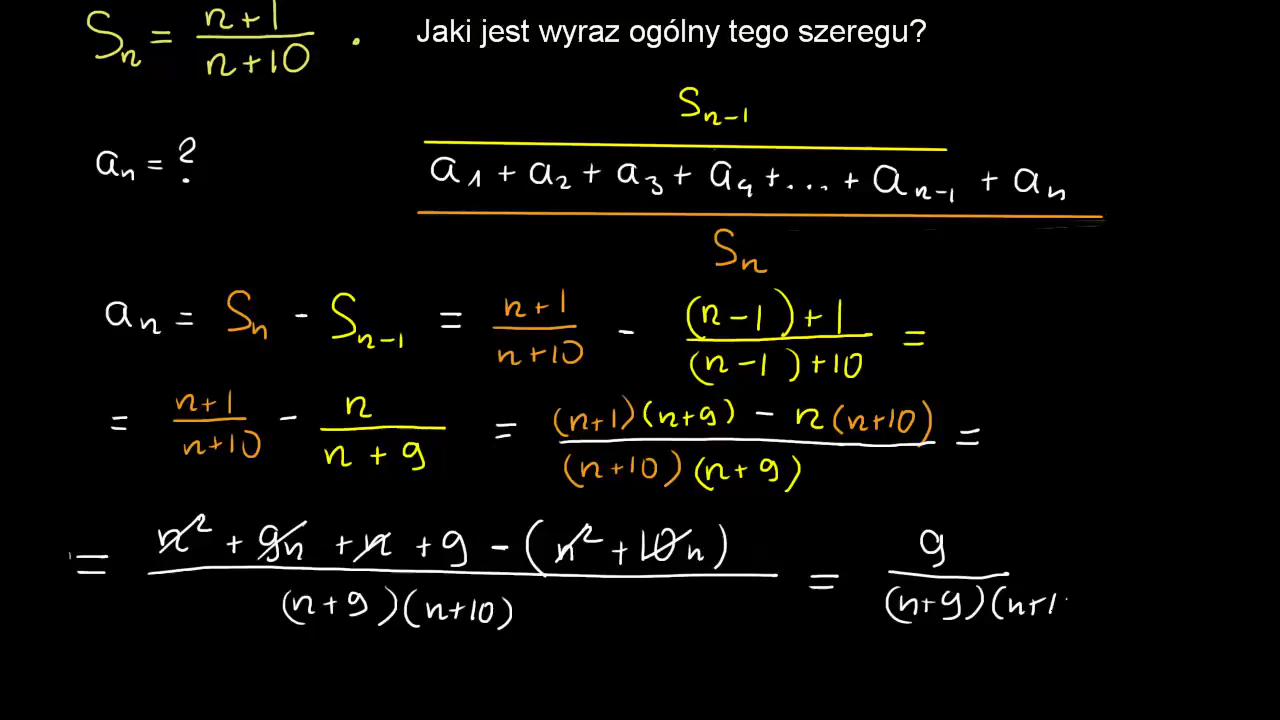 Sₙ = (n+1)/(n+10) . Jaki jest wyraz ogólny tego szeregu?
Sₙ₋₁
aₙ = ?
a₁ + a₂ + a₃ + a₄ + ... + aₙ₋₁ + aₙ
Sₙ
aₙ = Sₙ - Sₙ₋₁ = (n+1)/(n+10) - ((n-1)+1)/((n-1)+10) =
= (n+1)/(n+10) - n/(n+9) = ((n+1)(n+9) - n(n+10))/((n+10)(n+9)) =
= (n² + 9n + n + 9 - (n² + 10n))/((n+9)(n+10)) = 9/((n+9)(n+1